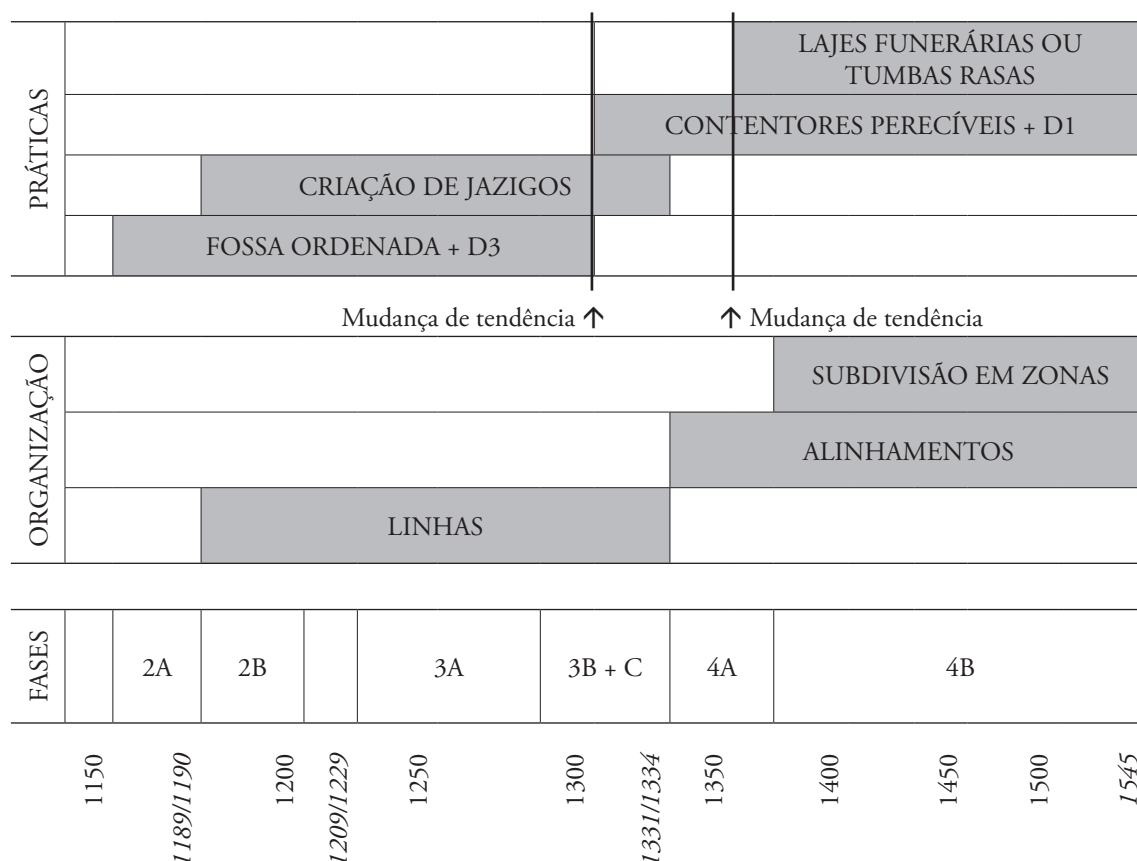 PRÁTICAS
LAJES FUNERÁRIAS OU
TUMBAS RASAS
CONTENTORES PERECÍVEIS + D1
CRIAÇÃO DE JAZIGOS
FOSSA ORDENADA + D3
Mudança de tendência ↑
↑ Mudança de tendência
ORGANIZAÇÃO
SUBDIVISÃO EM ZONAS
ALINHAMENTOS
LINHAS
FASES
2A
2B
3A
3B + C
4A
4B
1150
1189/1190
1200
1209/1229
1250
1300
1331/1334
1350
1400
1450
1500
1545